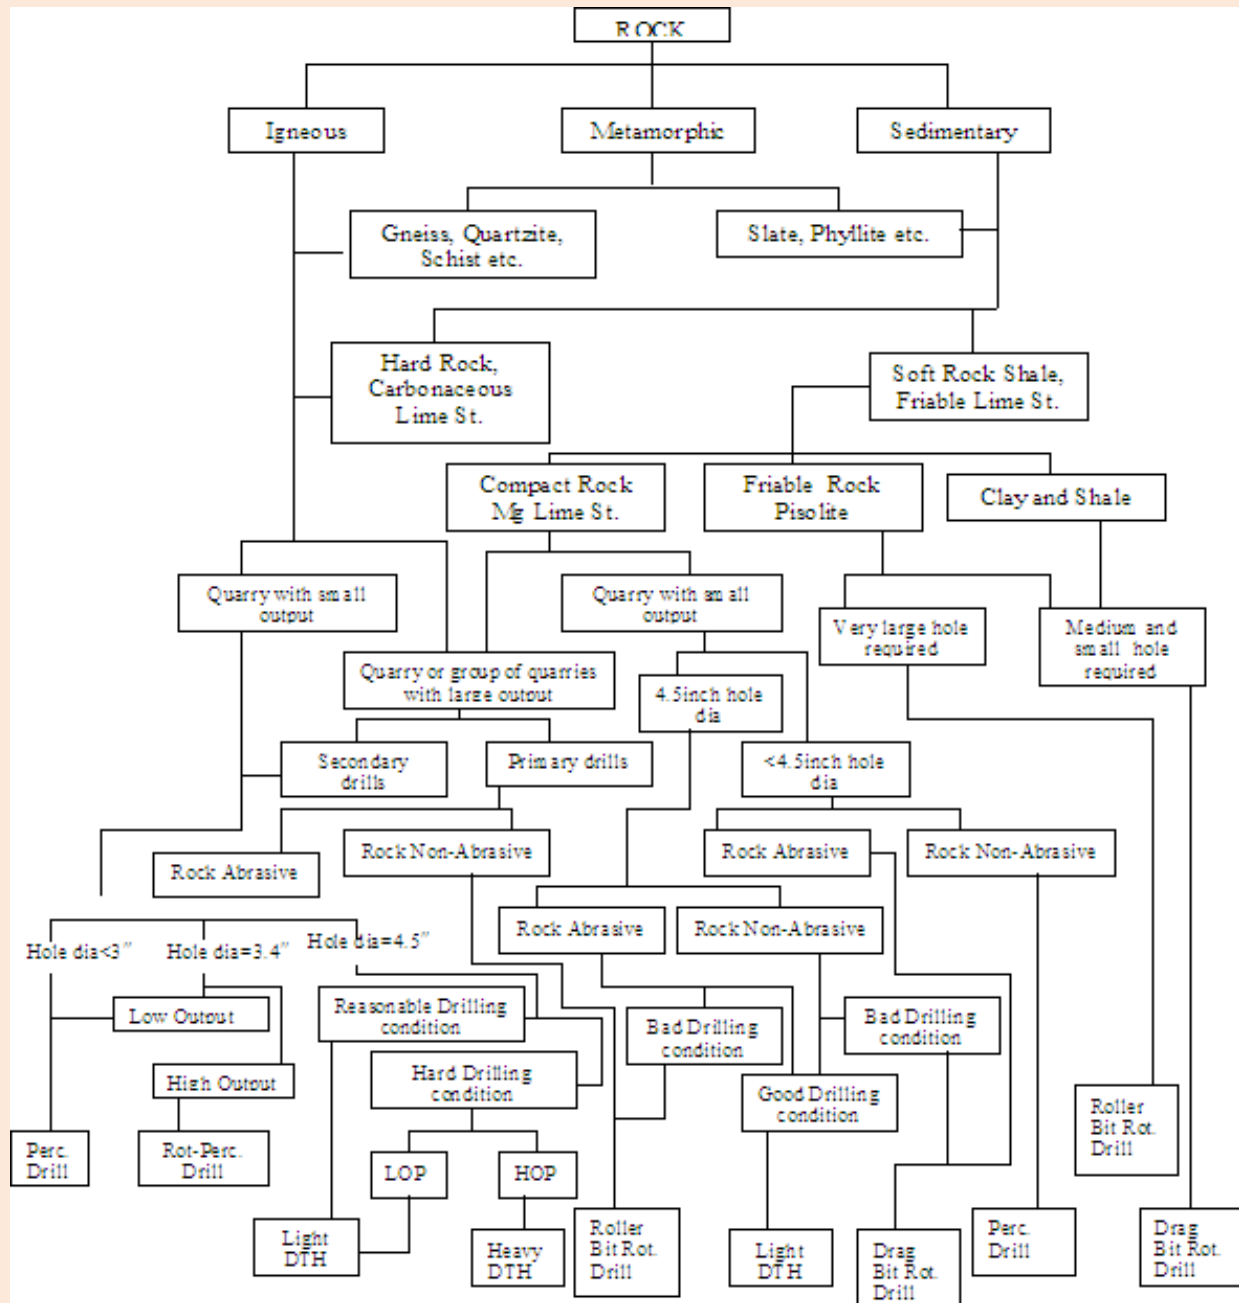 ROCK
Igneous
Metamorphic
Sedimentary
Gneiss, Quartzite,
Schist etc.
Slate, Phyllite etc.
Hard Rock,
Carbonaceous
Lime St.
Soft Rock Shale,
Friable Lime St.
Compact Rock
Mg Lime St.
Friable Rock
Pisolite
Clay and Shale
Quarry with small
output
Quarry with small
output
Very large hole
required
Medium and
small hole
required
Quarry or group of quarries
with large output
4.5inch hole
dia
Secondary
drills
Primary drills
<4.5inch hole
dia
Rock Abrasive
Rock Non-Abrasive
Rock Abrasive
Rock Non-Abrasive
Rock Abrasive
Rock Non-Abrasive
Hole dia<3”
Hole dia=3.4”
Hole dia=4.5”
Low Output
Reasonable Drilling
condition
Bad Drilling
condition
Bad Drilling
condition
High Output
Hard Drilling
condition
Good Drilling
condition
Roller
Bit Rot.
Drill
Perc.
Drill
Rot-Perc.
Drill
LOP
HOP
Light
DTH
Heavy
DTH
Roller
Bit Rot.
Drill
Light
DTH
Drag
Bit Rot.
Drill
Perc.
Drill
Drag
Bit Rot.
Drill